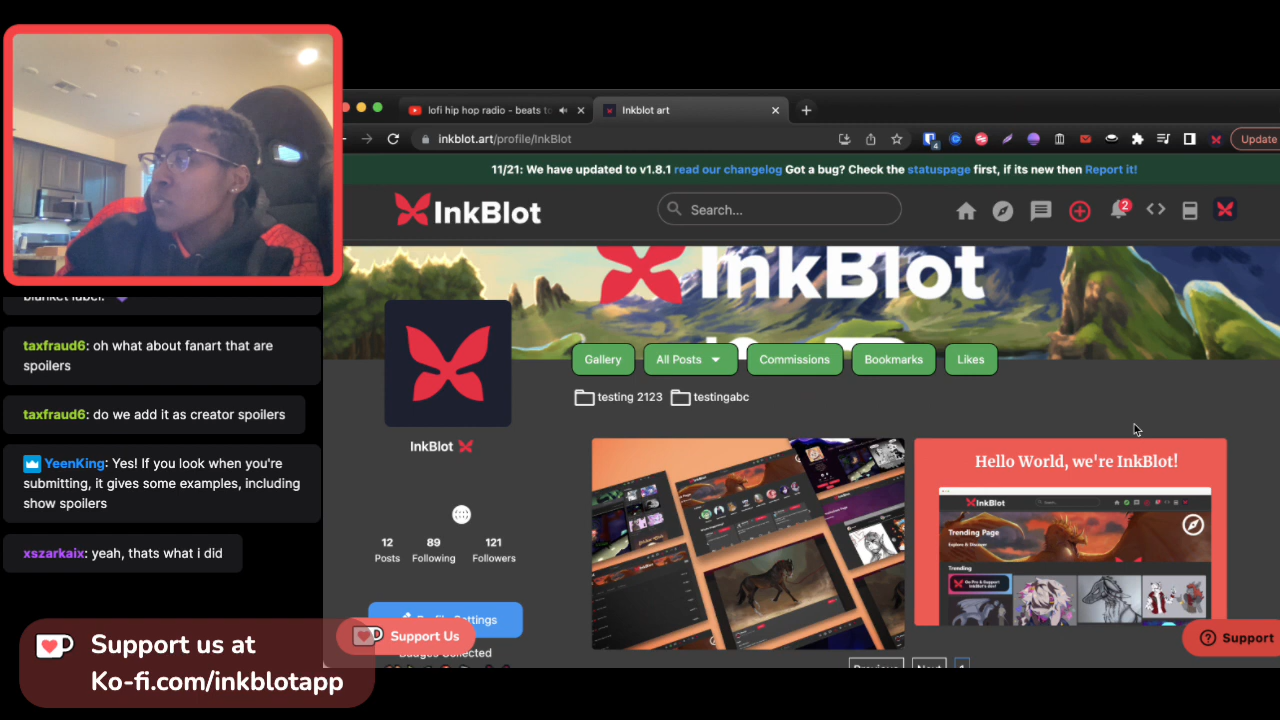 lofi hip hop radio - beats to
Inkblot art
inkblot.art/profile/InkBlot
4
Update
11/21: We have updated to v1.8.1 read our changelog Got a bug? Check the statuspage first, if its new then Report it!
InkBlot
Search...
2
InkBlot
Gallery
All Posts
Commissions
Bookmarks
Likes
testing 2123
testingabc
InkBlot
12
89
121
Posts
Following
Followers
Settings
Support Us
Collected
Hello World, we're InkBlot!
InkBlot
Trending Page
Explore & Discover
Trending
Previous
Next
Support
blanket label. 💜
taxfraud6: oh what about fanart that are
spoilers
taxfraud6: do we add it as creator spoilers
YeenKing: Yes! If you look when you're
submitting, it gives some examples, including
show spoilers
xszarkaix: yeah, thats what i did
Support us at
Ko-fi.com/inkblotapp